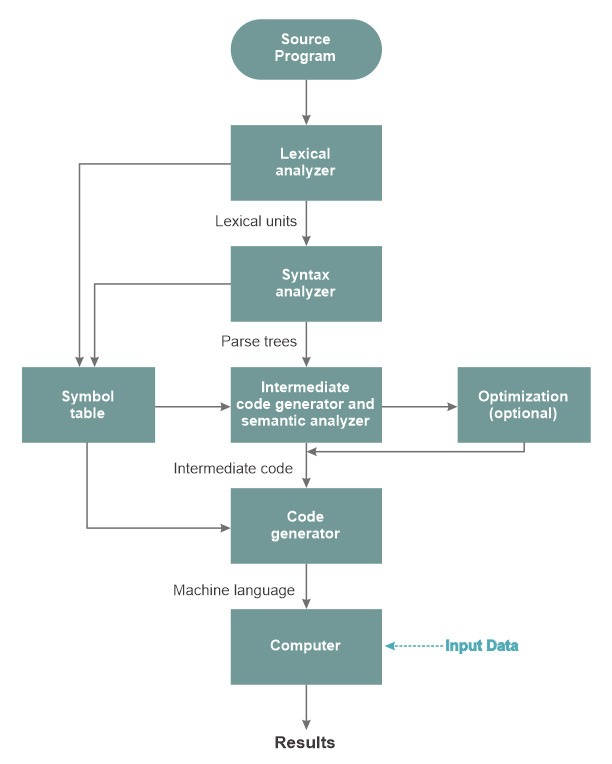 Source
Program
Lexical
analyzer
Lexical units
Syntax
analyzer
Parse trees
Symbol
table
Intermediate
code generator and
semantic analyzer
Optimization
(optional)
Intermediate code
Code
generator
Machine language
Computer
Input Data
Results